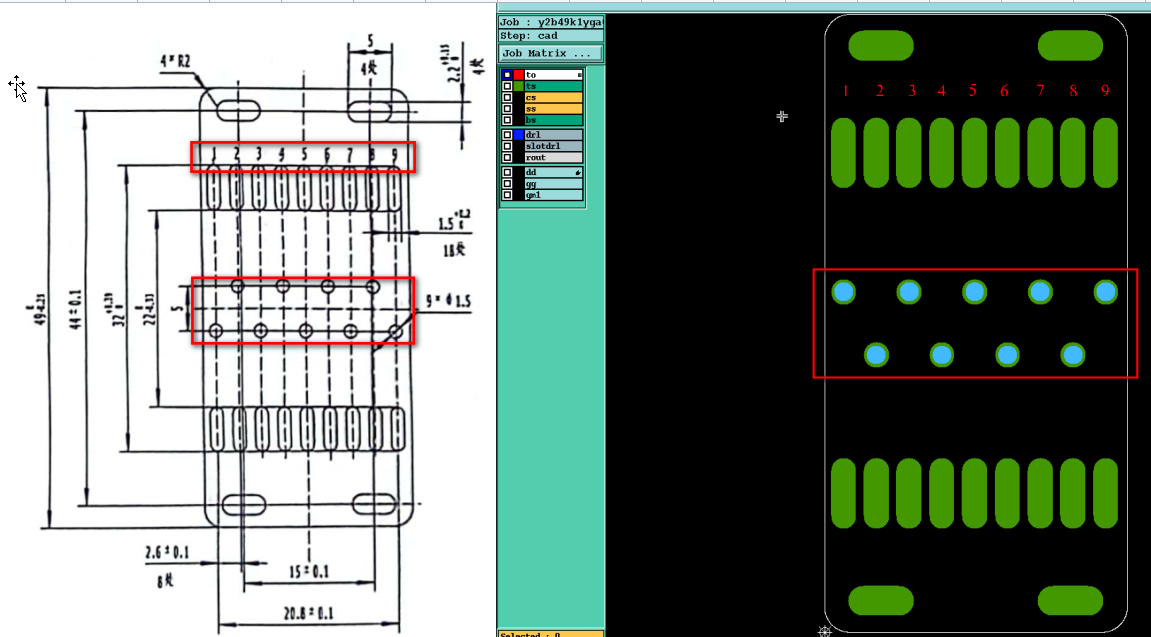 4*R2
5
4处
2.2
4处
1 2 3 4 5 6 7 8 9
1.5
18处
9*ϕ1.5
5
49
44±0.1
32
22
2.6±0.1
8处
15±0.1
20.8±0.1
Job : y2b49k1yga
Step: cad
Job Matrix ...
to
ts
cs
ss
bs
drl
slotdrl
rout
dd
gg
gml
1 2 3 4 5 6 7 8 9